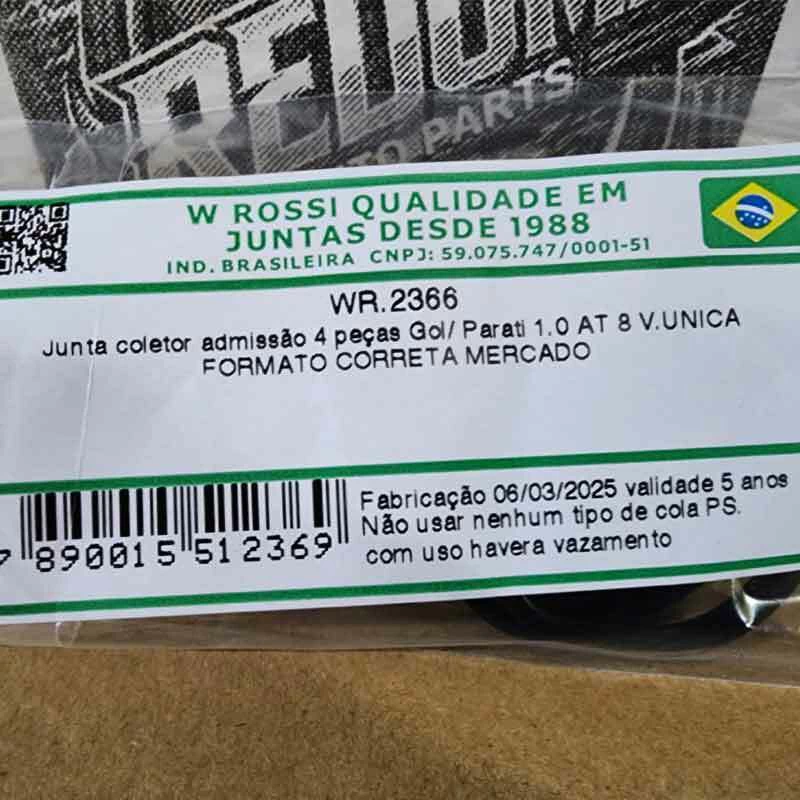 PARTS
W ROSSI QUALIDADE EM
JUNTAS DESDE 1988
IND. BRASILEIRA CNPJ: 59.075.747/0001-51
WR.2366
Junta coletor admissão 4 peças Gol/ Parati 1.0 AT 8 V.UNICA
FORMATO CORRETA MERCADO
Fabricação 06/03/2025 validade 5 anos
Não usar nenhum tipo de cola PS.
com uso havera vazamento
7 890015 512369